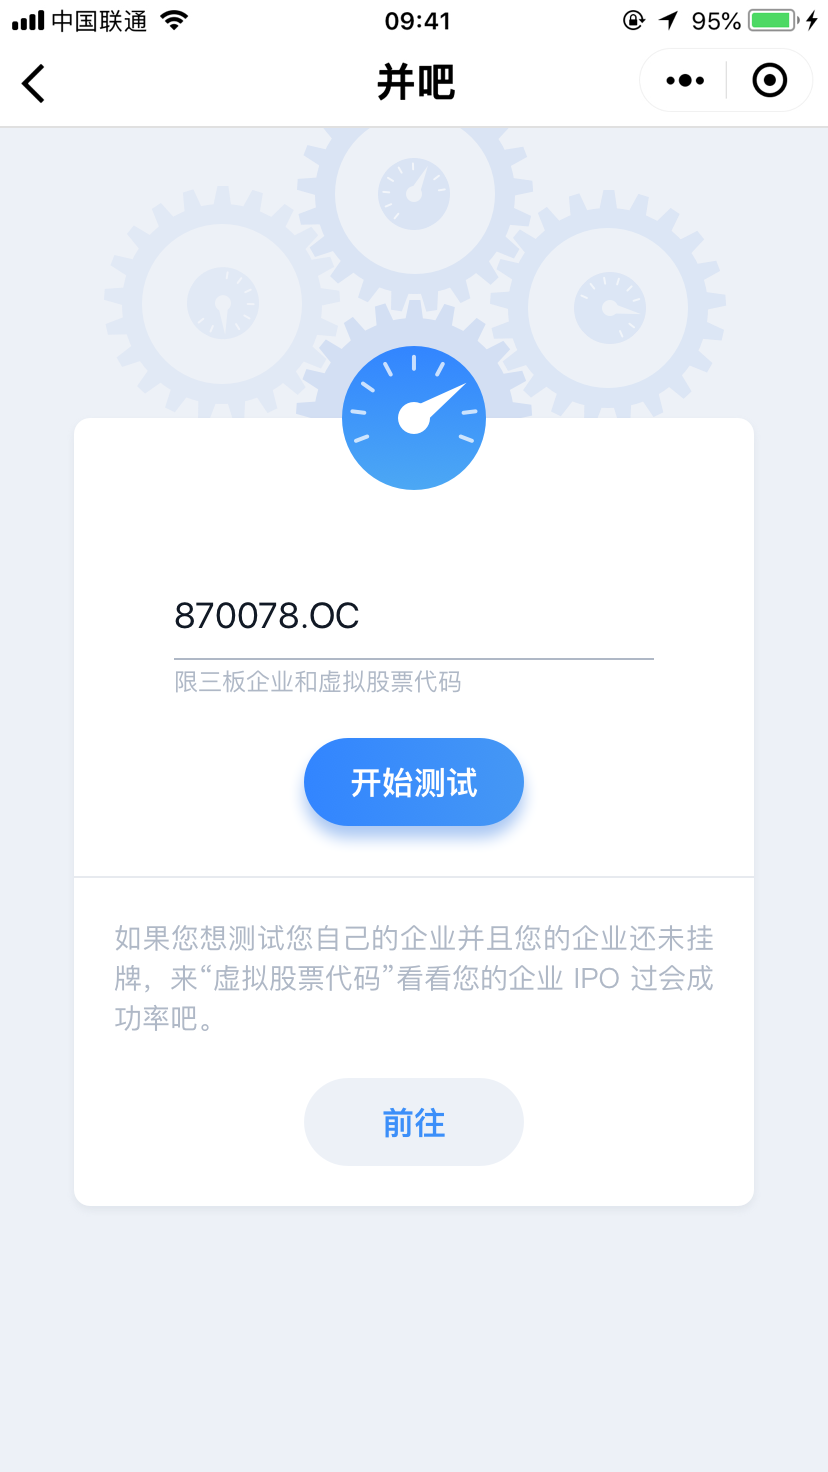 中国联通 09:41 95%
并吧
870078.OC
限三板企业和虚拟股票代码
开始测试
如果您想测试您自己的企业并且您的企业还未挂
牌，来“虚拟股票代码”看看您的企业 IPO 过会成
功率吧。
前往